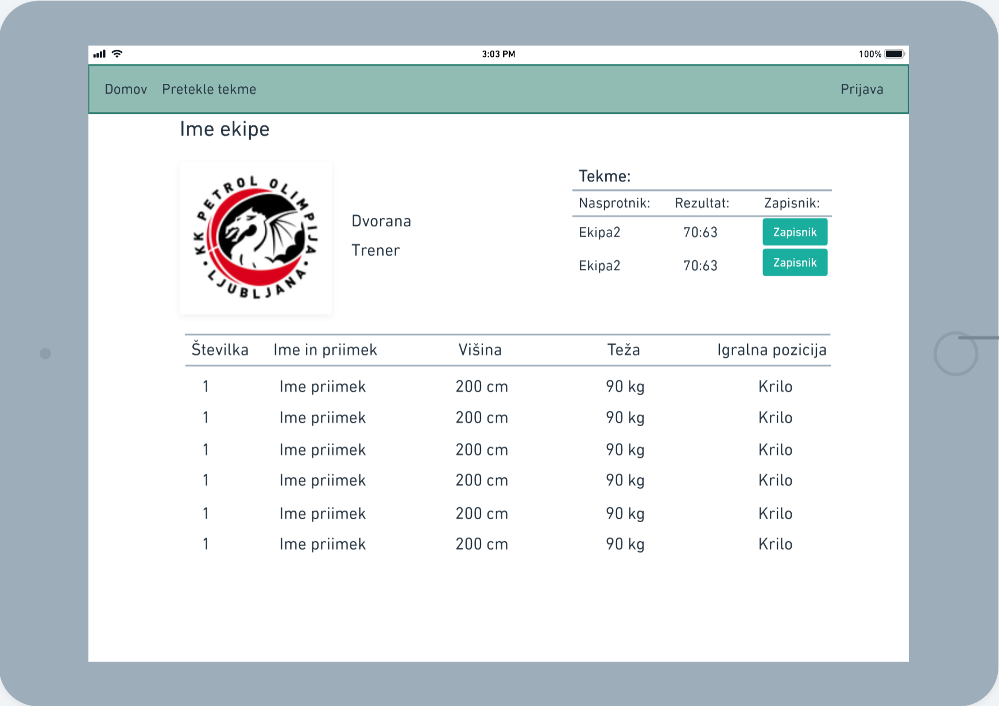 3:03 PM 100%
Domov Pretekle tekme Prijava
Ime ekipe
KK PETROL OLIMPIJA
• LJUBLJANA •
Dvorana
Trener
Tekme:
Nasprotnik: Rezultat: Zapisnik:
Ekipa2 70:63 Zapisnik
Ekipa2 70:63 Zapisnik
Številka Ime in priimek Višina Teža Igralna pozicija
1 Ime priimek 200 cm 90 kg Krilo
1 Ime priimek 200 cm 90 kg Krilo
1 Ime priimek 200 cm 90 kg Krilo
1 Ime priimek 200 cm 90 kg Krilo
1 Ime priimek 200 cm 90 kg Krilo
1 Ime priimek 200 cm 90 kg Krilo